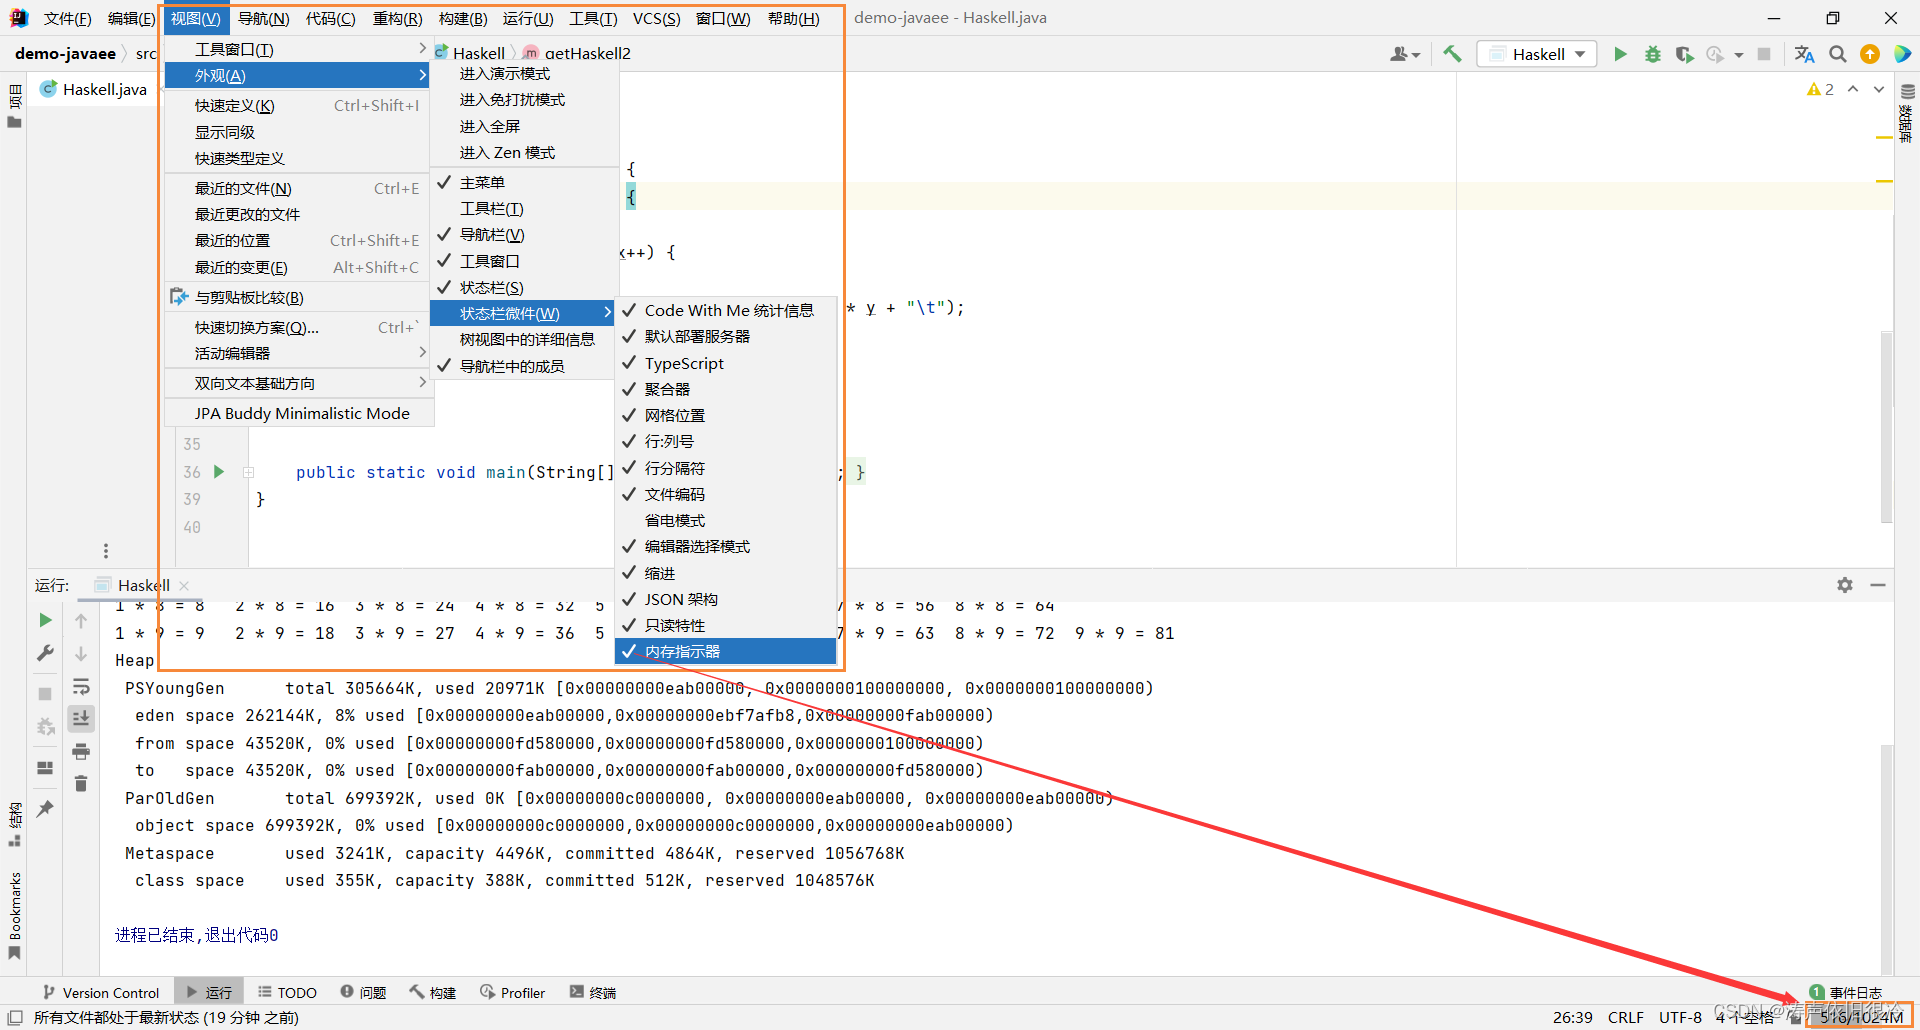 文件(F) 编辑(E) 视图(V) 导航(N) 代码(C) 重构(R) 构建(B) 运行(U) 工具(T) VCS(S) 窗口(W) 帮助(H) demo-javaee - Haskell.java
demo-javaee src Haskell getHaskell2 Haskell
项目
Haskell.java
2
数据库
工具窗口(T)
外观(A)
快速定义(K) Ctrl+Shift+I
显示同级
快速类型定义
最近的文件(N) Ctrl+E
最近更改的文件
最近的位置 Ctrl+Shift+E
最近的变更(E) Alt+Shift+C
与剪贴板比较(B)
快速切换方案(Q)... Ctrl+`
活动编辑器
双向文本基础方向
JPA Buddy Minimalistic Mode
进入演示模式
进入免打扰模式
进入全屏
进入 Zen 模式
主菜单
工具栏(T)
导航栏(V)
工具窗口
状态栏(S)
状态栏微件(W)
树视图中的详细信息
导航栏中的成员
Code With Me 统计信息
默认部署服务器
TypeScript
聚合器
网格位置
行:列号
行分隔符
文件编码
省电模式
编辑器选择模式
缩进
JSON 架构
只读特性
内存指示器
{
{
x++) {
* y + "\t");
35
36 public static void main(String[] ; }
39 }
40
运行: Haskell
1 * 8 = 8 2 * 8 = 16 3 * 8 = 24 4 * 8 = 32 5 7 * 8 = 56 8 * 8 = 64
1 * 9 = 9 2 * 9 = 18 3 * 9 = 27 4 * 9 = 36 5 7 * 9 = 63 8 * 9 = 72 9 * 9 = 81
Heap
PSYoungGen total 305664K, used 20971K [0x00000000eab00000, 0x0000000100000000, 0x0000000100000000)
eden space 262144K, 8% used [0x00000000eab00000,0x00000000ebf7afb8,0x00000000fab00000)
from space 43520K, 0% used [0x00000000fd580000,0x00000000fd580000,0x0000000100000000)
to space 43520K, 0% used [0x00000000fab00000,0x00000000fab00000,0x00000000fd580000)
ParOldGen total 699392K, used 0K [0x00000000c0000000, 0x00000000eab00000, 0x00000000eab00000)
object space 699392K, 0% used [0x00000000c0000000,0x00000000c0000000,0x00000000eab00000)
Metaspace used 3241K, capacity 4496K, committed 4864K, reserved 1056768K
class space used 355K, capacity 388K, committed 512K, reserved 1048576K
进程已结束,退出代码0
结构
Bookmarks
Version Control 运行 TODO 问题 构建 Profiler 终端 1 事件日志
所有文件都处于最新状态 (19 分钟 之前) 26:39 CRLF UTF-8 4 个空格 516/1024M
CSDN @涛声依旧很冷